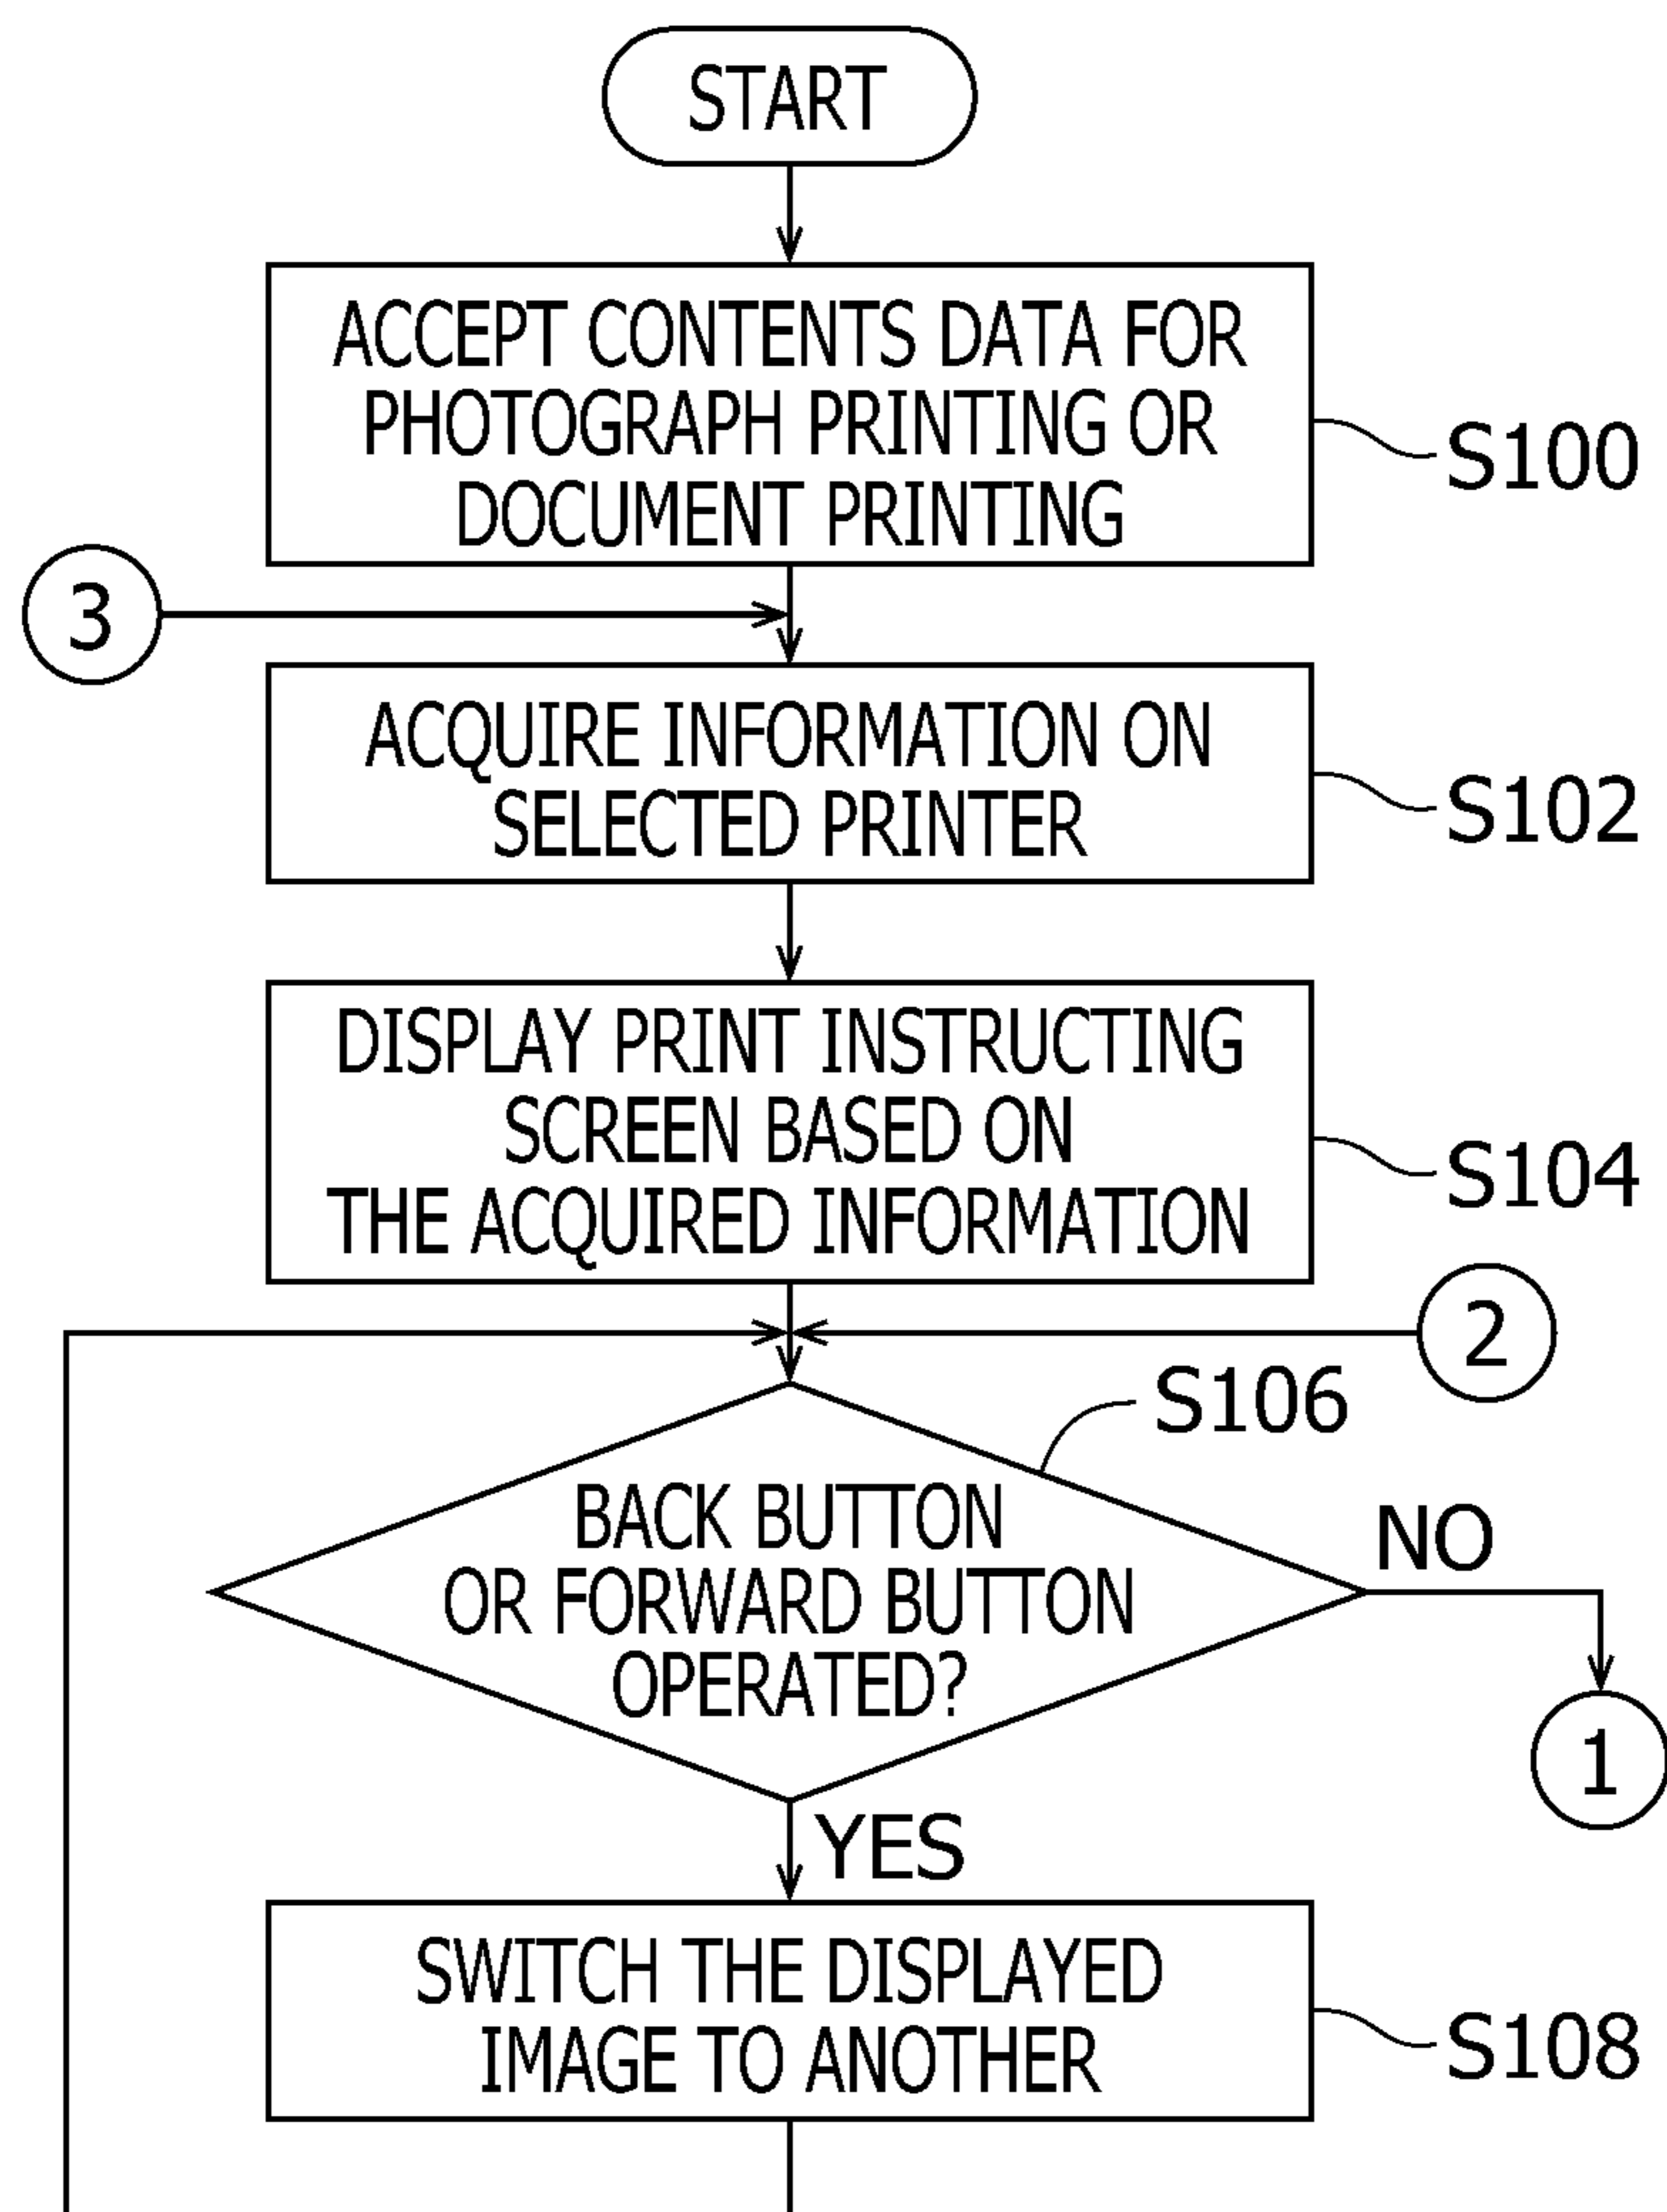 START
ACCEPT CONTENTS DATA FOR
PHOTOGRAPH PRINTING OR
DOCUMENT PRINTING
S100
3
ACQUIRE INFORMATION ON
SELECTED PRINTER
S102
DISPLAY PRINT INSTRUCTING
SCREEN BASED ON
THE ACQUIRED INFORMATION
S104
2
S106
BACK BUTTON
OR FORWARD BUTTON
OPERATED?
NO
1
YES
SWITCH THE DISPLAYED
IMAGE TO ANOTHER
S108